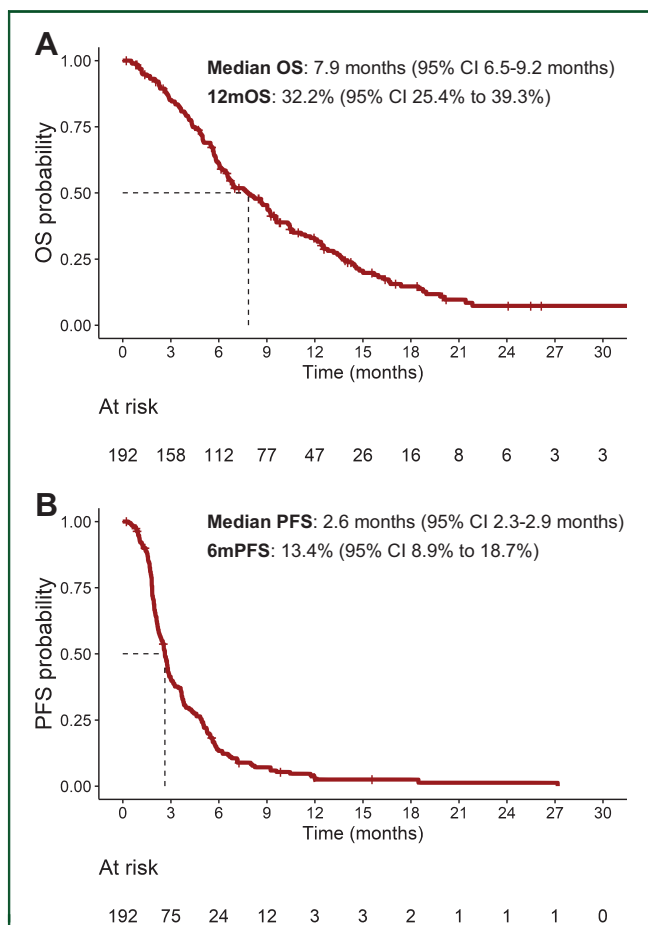 A
Median OS: 7.9 months (95% CI 6.5-9.2 months)
12mOS: 32.2% (95% CI 25.4% to 39.3%)
OS probability
1.00
0.75
0.50
0.25
0.00
0 3 6 9 12 15 18 21 24 27 30
Time (months)
At risk
192 158 112 77 47 26 16 8 6 3 3
B
Median PFS: 2.6 months (95% CI 2.3-2.9 months)
6mPFS: 13.4% (95% CI 8.9% to 18.7%)
PFS probability
1.00
0.75
0.50
0.25
0.00
0 3 6 9 12 15 18 21 24 27 30
Time (months)
At risk
192 75 24 12 3 3 2 1 1 1 0